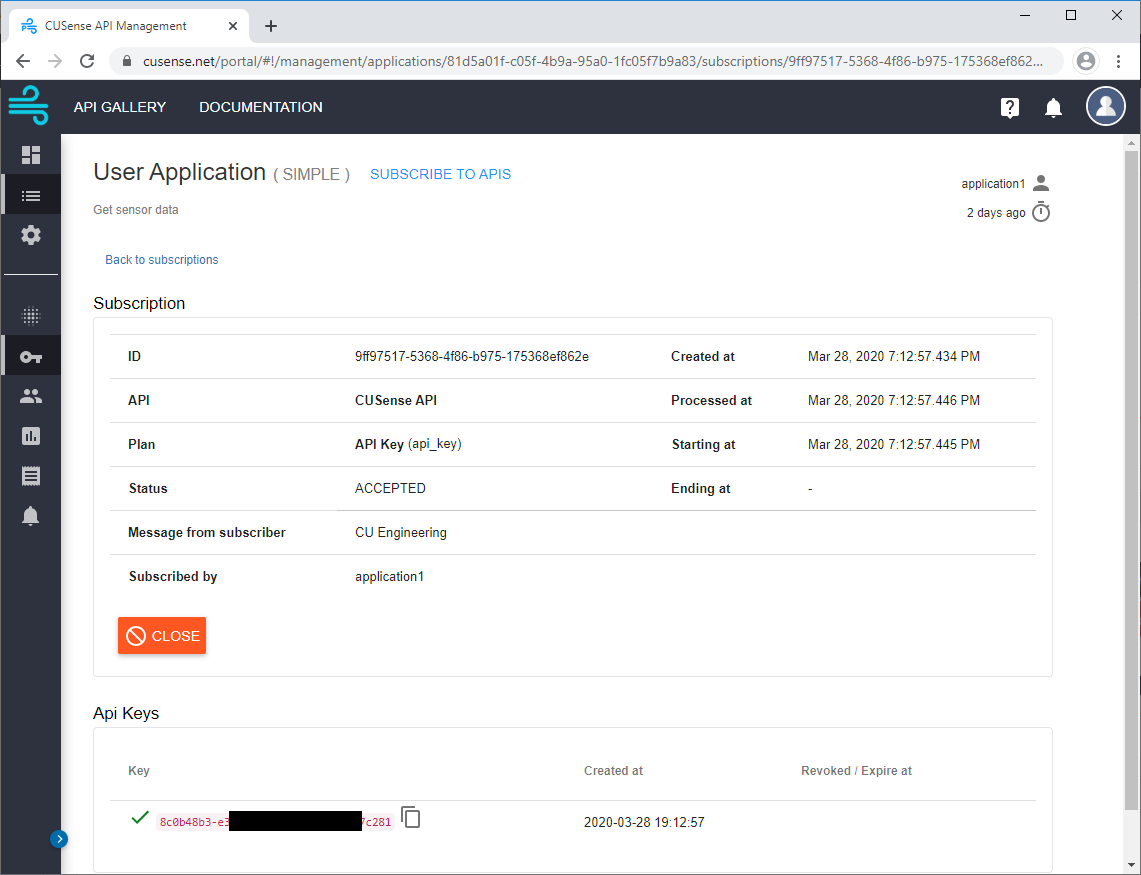 CUSense API Management
cusense.net/portal/#!/management/applications/81d5a01f-c05f-4b9a-95a0-1fc05f7b9a83/subscriptions/9ff97517-5368-4f86-b975-175368ef862...
API GALLERY DOCUMENTATION
User Application ( SIMPLE ) SUBSCRIBE TO APIS
application1
Get sensor data
2 days ago
Back to subscriptions
Subscription
ID 9ff97517-5368-4f86-b975-175368ef862e Created at Mar 28, 2020 7:12:57.434 PM
API CUSense API Processed at Mar 28, 2020 7:12:57.446 PM
Plan API Key (api_key) Starting at Mar 28, 2020 7:12:57.445 PM
Status ACCEPTED Ending at -
Message from subscriber CU Engineering
Subscribed by application1
CLOSE
Api Keys
Key Created at Revoked / Expire at
8c0b48b3-e3 7c281 2020-03-28 19:12:57